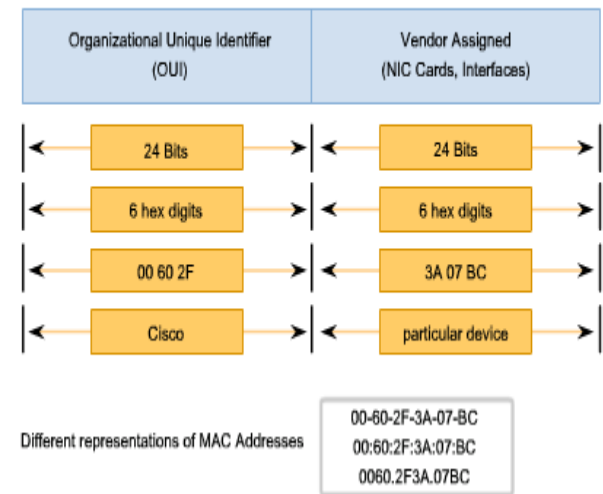 Organizational Unique Identifier
(OUI)
Vendor Assigned
(NIC Cards, Interfaces)
24 Bits
24 Bits
6 hex digits
6 hex digits
00 60 2F
3A 07 BC
Cisco
particular device
Different representations of MAC Addresses
00-60-2F-3A-07-BC
00:60:2F:3A:07:BC
0060.2F3A.07BC